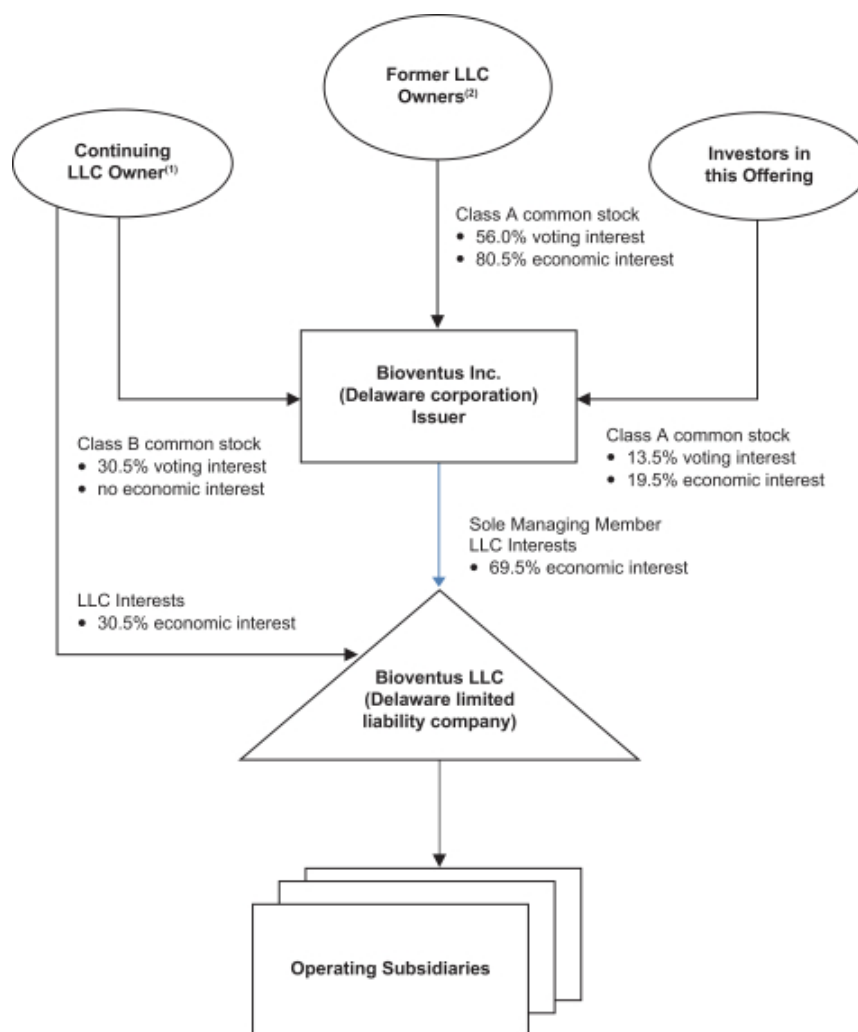 Former LLC
Owners(2)
Continuing
LLC Owner(1)
Investors in
this Offering
Class A common stock
• 56.0% voting interest
• 80.5% economic interest
Bioventus Inc.
(Delaware corporation)
Issuer
Class B common stock
• 30.5% voting interest
• no economic interest
Class A common stock
• 13.5% voting interest
• 19.5% economic interest
Sole Managing Member
LLC Interests
• 69.5% economic interest
LLC Interests
• 30.5% economic interest
Bioventus LLC
(Delaware limited
liability company)
Operating Subsidiaries